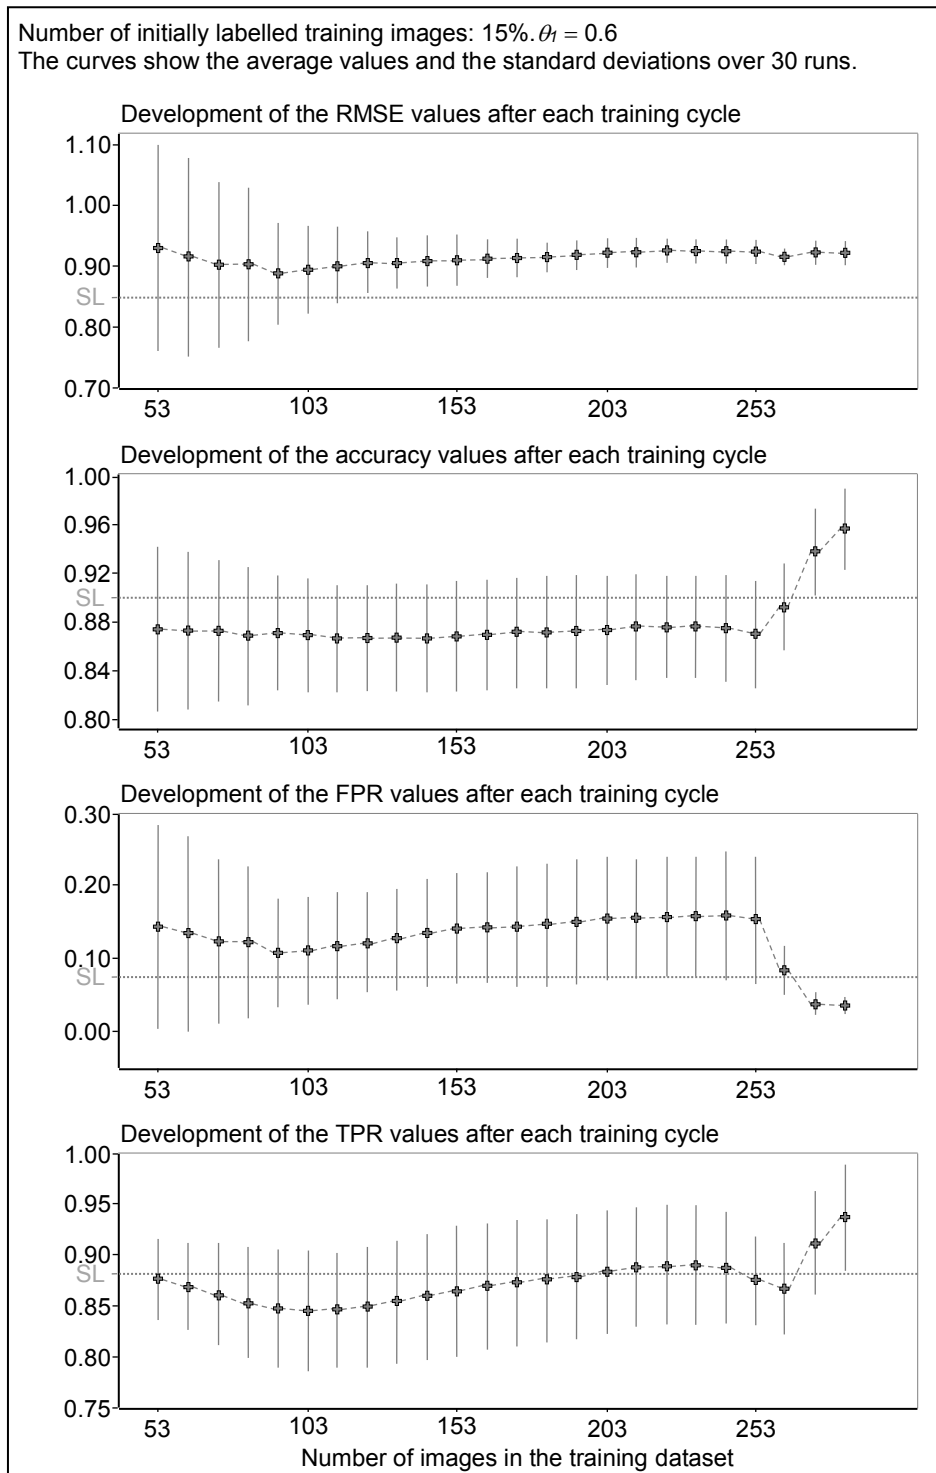 Number of initially labelled training images: 15%. θ1 = 0.6
The curves show the average values and the standard deviations over 30 runs.
Development of the RMSE values after each training cycle
1.10
1.00
0.90
SL
0.80
0.70
53 103 153 203 253
Development of the accuracy values after each training cycle
1.00
0.96
0.92
SL
0.88
0.84
0.80
53 103 153 203 253
Development of the FPR values after each training cycle
0.30
0.20
0.10
SL
0.00
53 103 153 203 253
Development of the TPR values after each training cycle
1.00
0.95
0.90
SL
0.85
0.80
0.75
53 103 153 203 253
Number of images in the training dataset